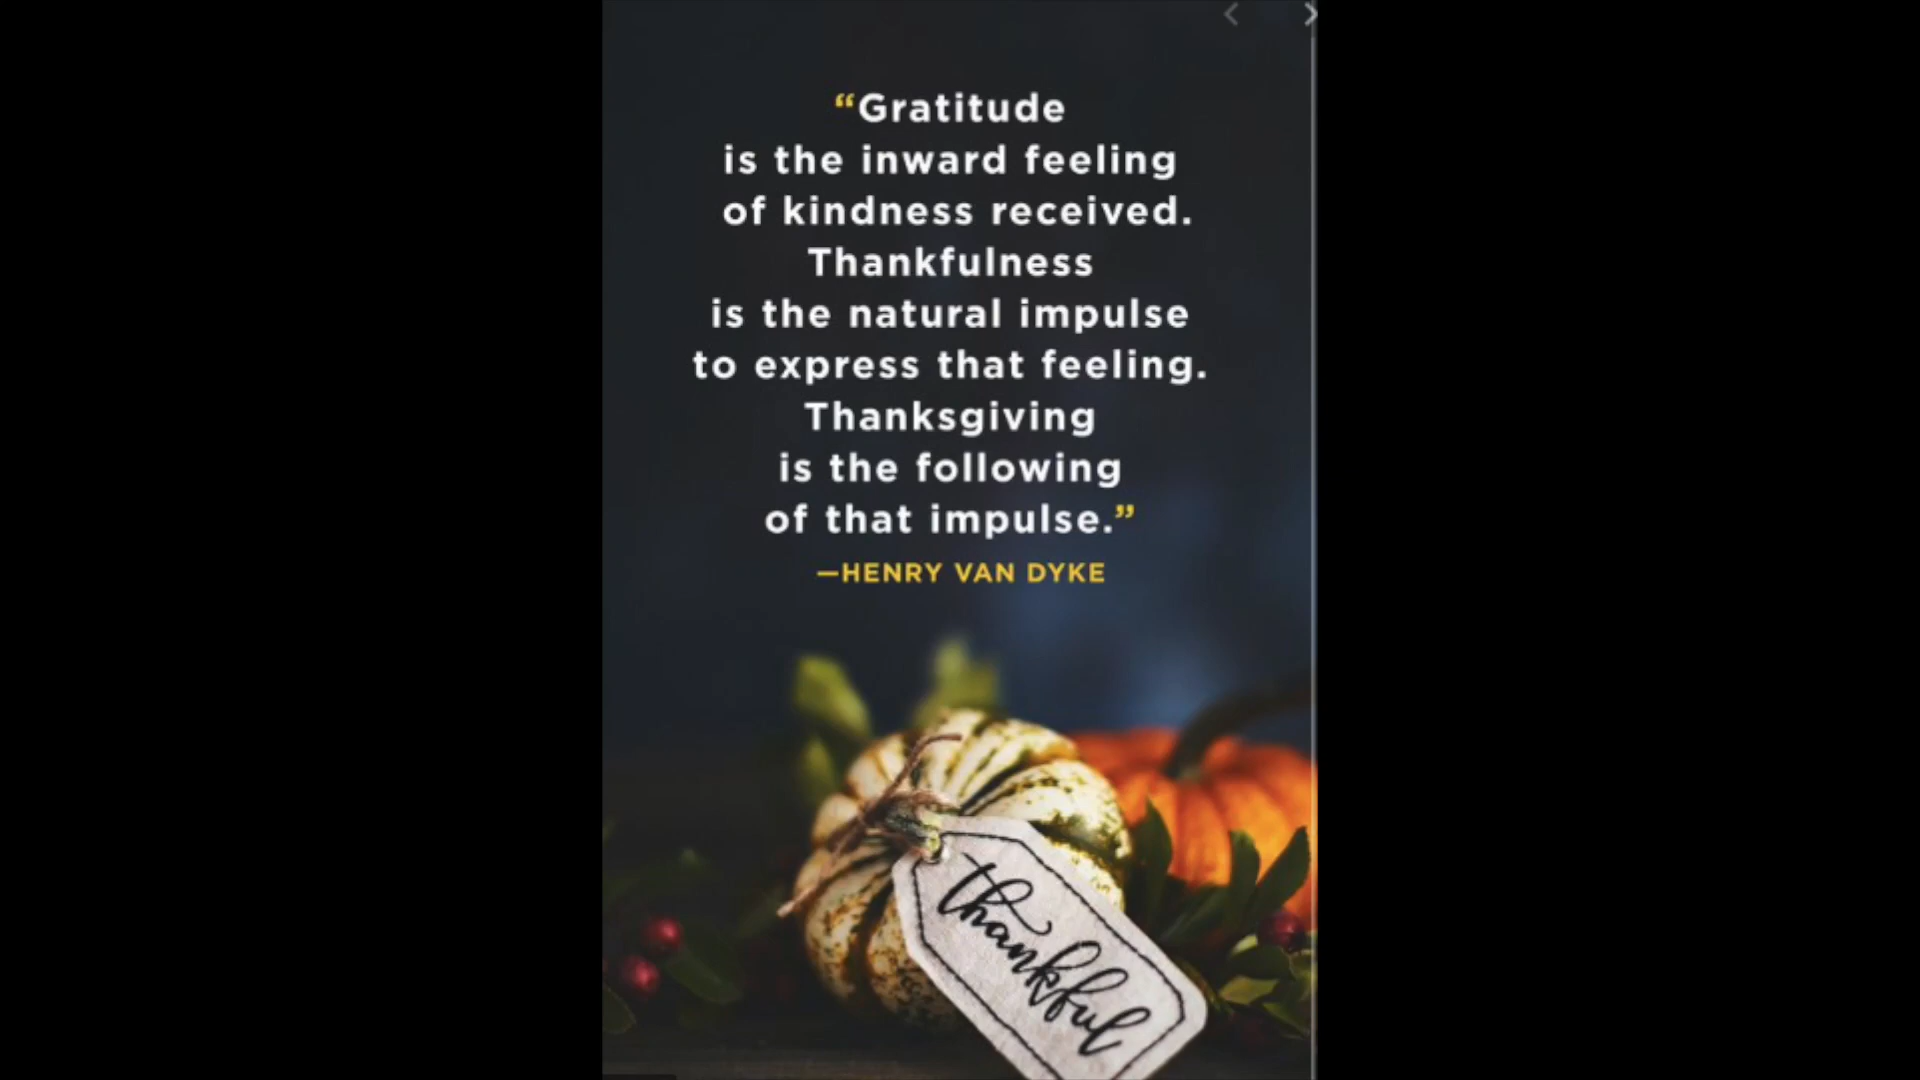 “Gratitude
is the inward feeling
of kindness received.
Thankfulness
is the natural impulse
to express that feeling.
Thanksgiving
is the following
of that impulse.”
—HENRY VAN DYKE
thankful